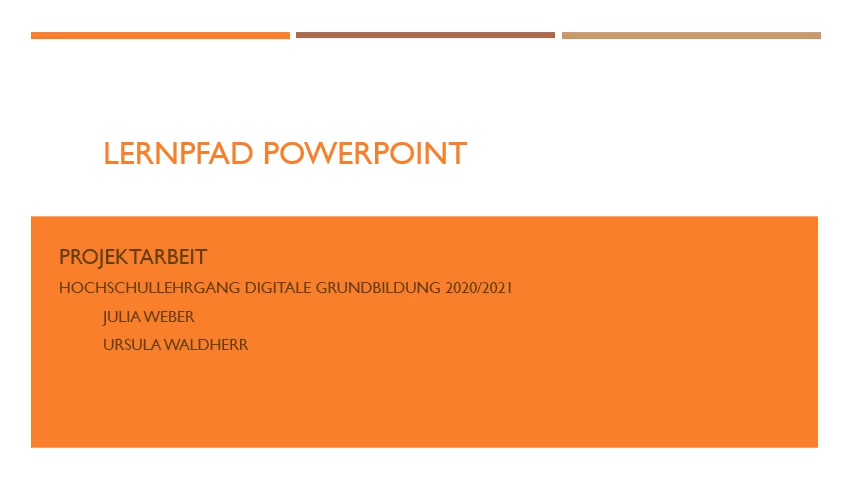 LERNPFAD POWERPOINT
PROJEKTARBEIT
HOCHSCHULLEHRGANG DIGITALE GRUNDBILDUNG 2020/2021
JULIA WEBER
URSULA WALDHERR